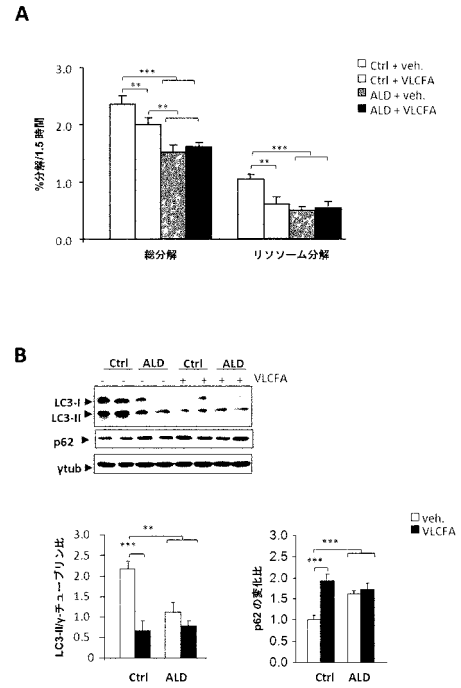 A
Ctrl + veh.
Ctrl + VLCFA
ALD + veh.
ALD + VLCFA
%分解/1.5 時間
3.0
2.0
1.0
0.0
***
**
**
***
**
総分解
リソソーム分解
B
Ctrl ALD Ctrl ALD
- - - - + + + + VLCFA
LC3-I
LC3-II
p62
γtub
veh.
VLCFA
LC3-II/γ-チューブリン比
3.0
2.5
2.0
1.5
1.0
0.5
0
**
***
Ctrl ALD
p62 の変化比
3.0
2.5
2.0
1.5
1.0
0.5
0
***
***
Ctrl ALD